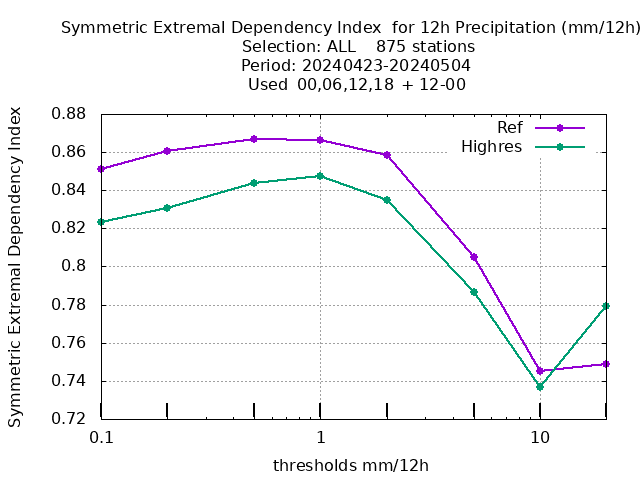 Symmetric Extremal Dependency Index  for 12h Precipitation (mm/12h)
Selection: ALL    875 stations
Period: 20240423-20240504
Used  00,06,12,18  + 12-00
Symmetric Extremal Dependency Index
0.88
0.86
0.84
0.82
0.8
0.78
0.76
0.74
0.72
Ref
Highres
0.1
1
10
thresholds mm/12h